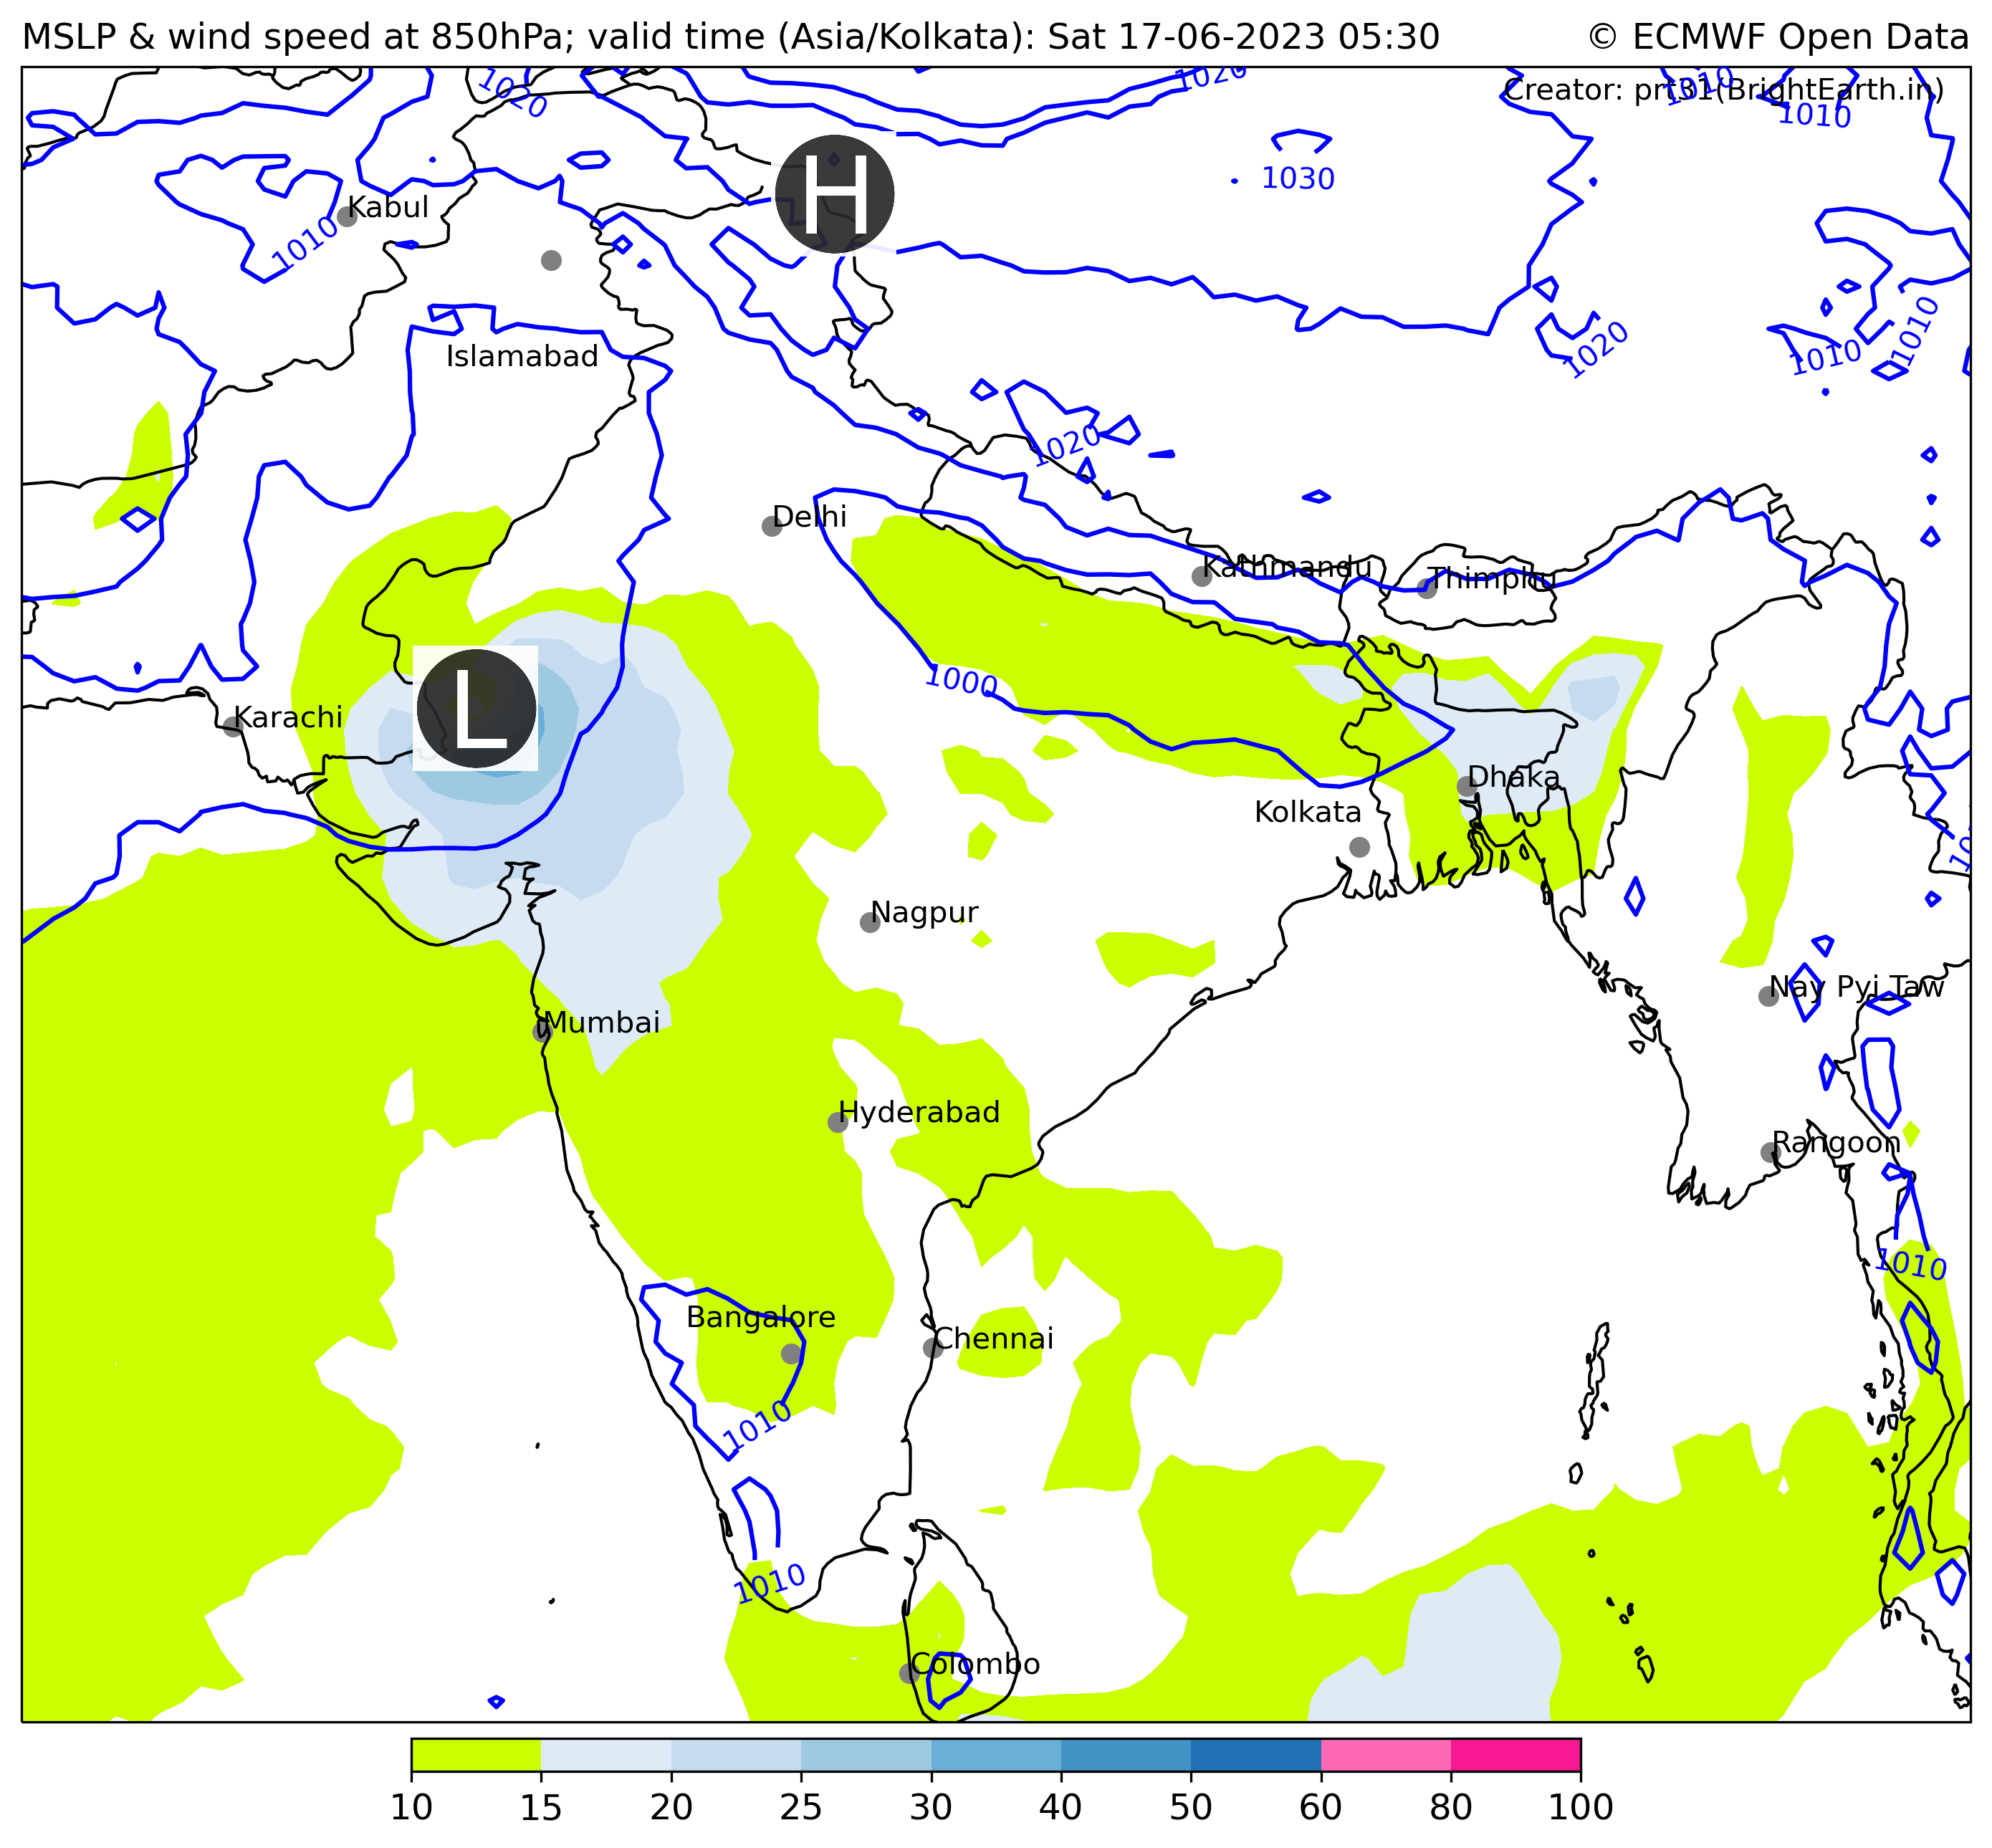 MSLP & wind speed at 850hPa; valid time (Asia/Kolkata): Sat 17-06-2023 05:30
© ECMWF Open Data
1020
1020
1010
Creator: prt31(BrightEarth.in)
1010
1030
H
Kabul
1010
1010
1020
1010
Islamabad
1020
Delhi
Kathmandu
Thimphu
1000
L
Karachi
Dhaka
Kolkata
Nagpur
Nay Pyi Taw
Mumbai
Hyderabad
Rangoon
1010
Bangalore
Chennai
1010
1010
Colombo
10 15 20 25 30 40 50 60 80 100